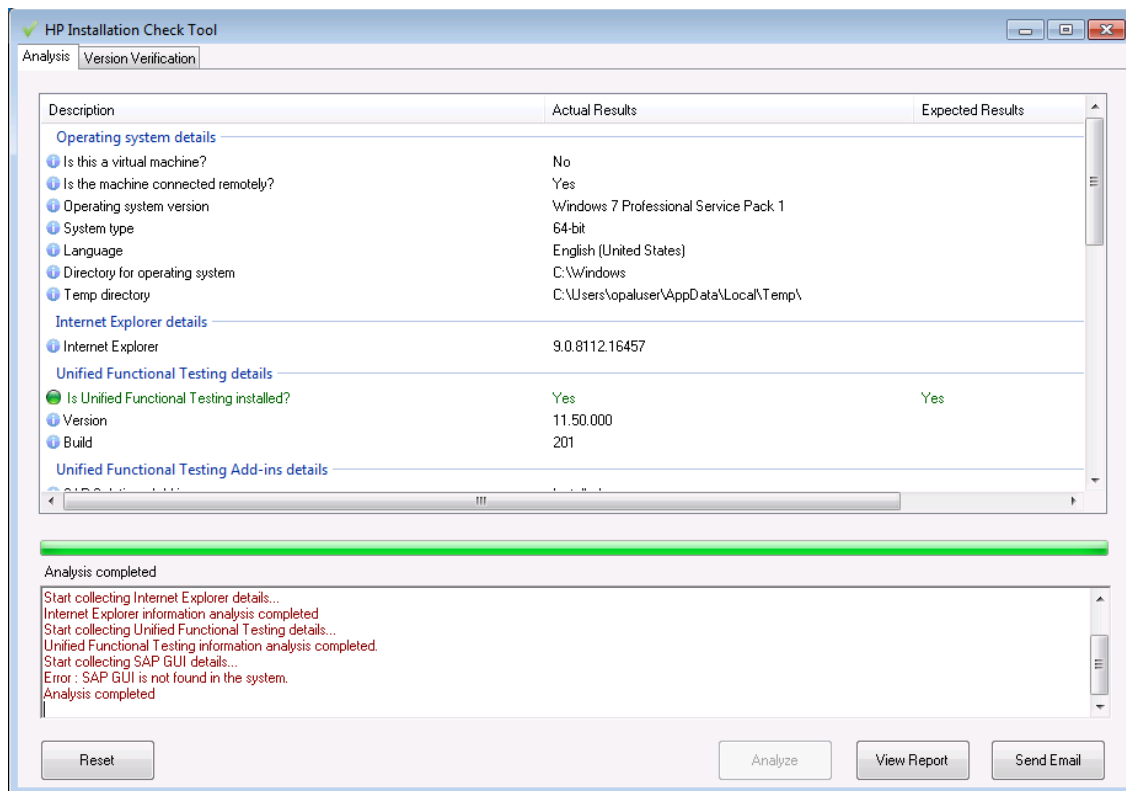 HP Installation Check Tool
Analysis Version Verification
Description Actual Results Expected Results
Operating system details
Is this a virtual machine? No
Is the machine connected remotely? Yes
Operating system version Windows 7 Professional Service Pack 1
System type 64-bit
Language English (United States)
Directory for operating system C:\Windows
Temp directory C:\Users\opaluser\AppData\Local\Temp\
Internet Explorer details
Internet Explorer 9.0.8112.16457
Unified Functional Testing details
Is Unified Functional Testing installed? Yes Yes
Version 11.50.000
Build 201
Unified Functional Testing Add-ins details
Analysis completed
Start collecting Internet Explorer details...
Internet Explorer information analysis completed
Start collecting Unified Functional Testing details...
Unified Functional Testing information analysis completed.
Start collecting SAP GUI details...
Error : SAP GUI is not found in the system.
Analysis completed
Reset Analyze View Report Send Email